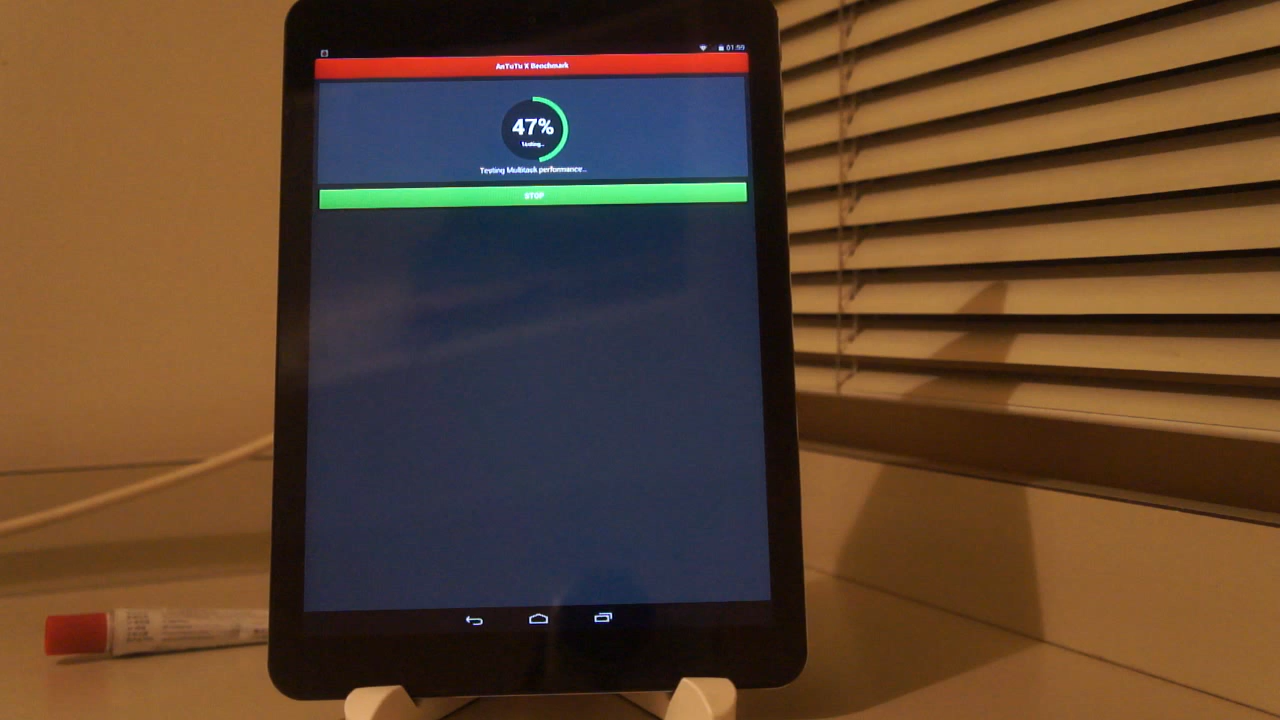 01:59
AnTuTu X Benchmark
47%
Testing...
Testing Multitask performance...
STOP